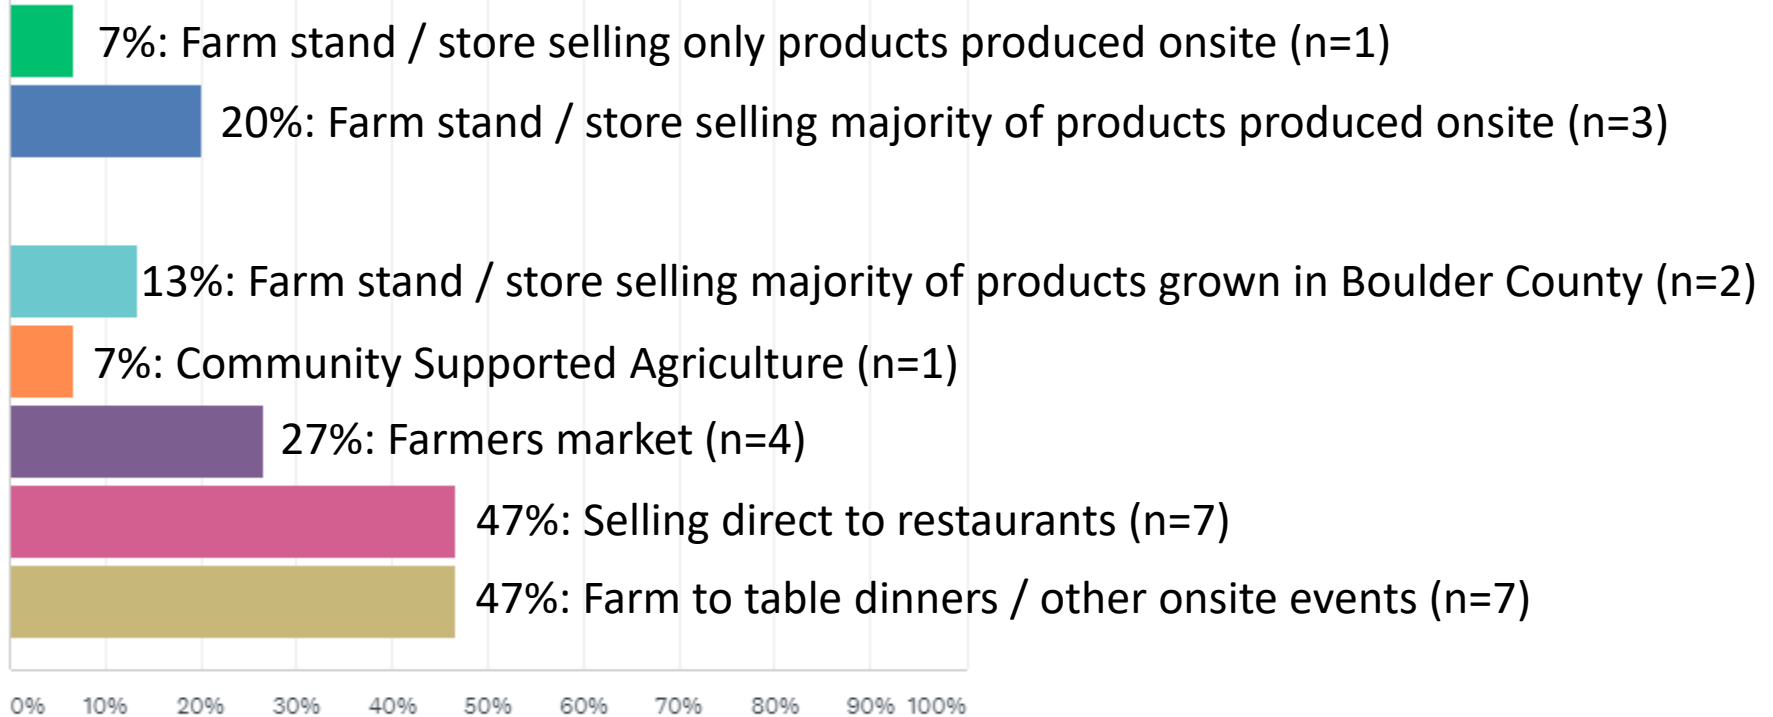 7%: Farm stand / store selling only products produced onsite (n=1)
20%: Farm stand / store selling majority of products produced onsite (n=3)
13%: Farm stand / store selling majority of products grown in Boulder County (n=2)
7%: Community Supported Agriculture (n=1)
27%: Farmers market (n=4)
47%: Selling direct to restaurants (n=7)
47%: Farm to table dinners / other onsite events (n=7)
0% 10% 20% 30% 40% 50% 60% 70% 80% 90% 100%